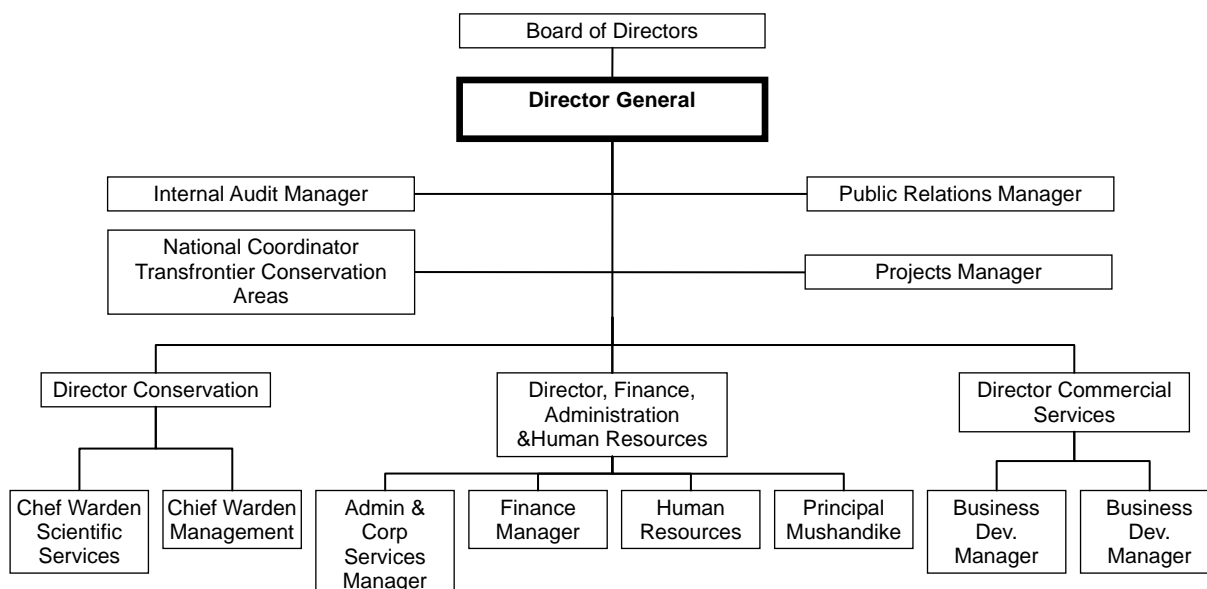 Board of Directors
Director General
Internal Audit Manager
Public Relations Manager
National Coordinator
Transfrontier Conservation
Areas
Projects Manager
Director Conservation
Director, Finance,
Administration
&Human Resources
Director Commercial
Services
Chef Warden
Scientific
Services
Chief Warden
Management
Admin &
Corp
Services
Manager
Finance
Manager
Human
Resources
Principal
Mushandike
Business
Dev.
Manager
Business
Dev.
Manager